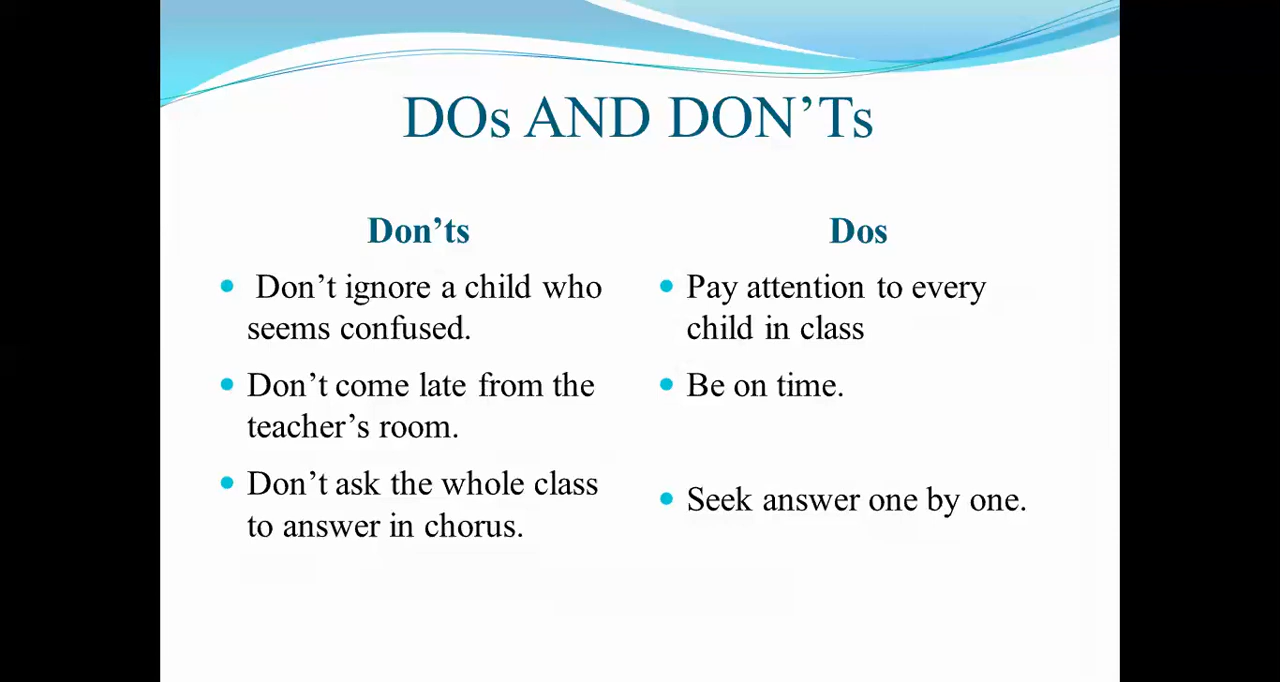 DOs AND DON’Ts
Don’ts
Don’t ignore a child who
seems confused.
Don’t come late from the
teacher’s room.
Don’t ask the whole class
to answer in chorus.
Dos
Pay attention to every
child in class
Be on time.
Seek answer one by one.